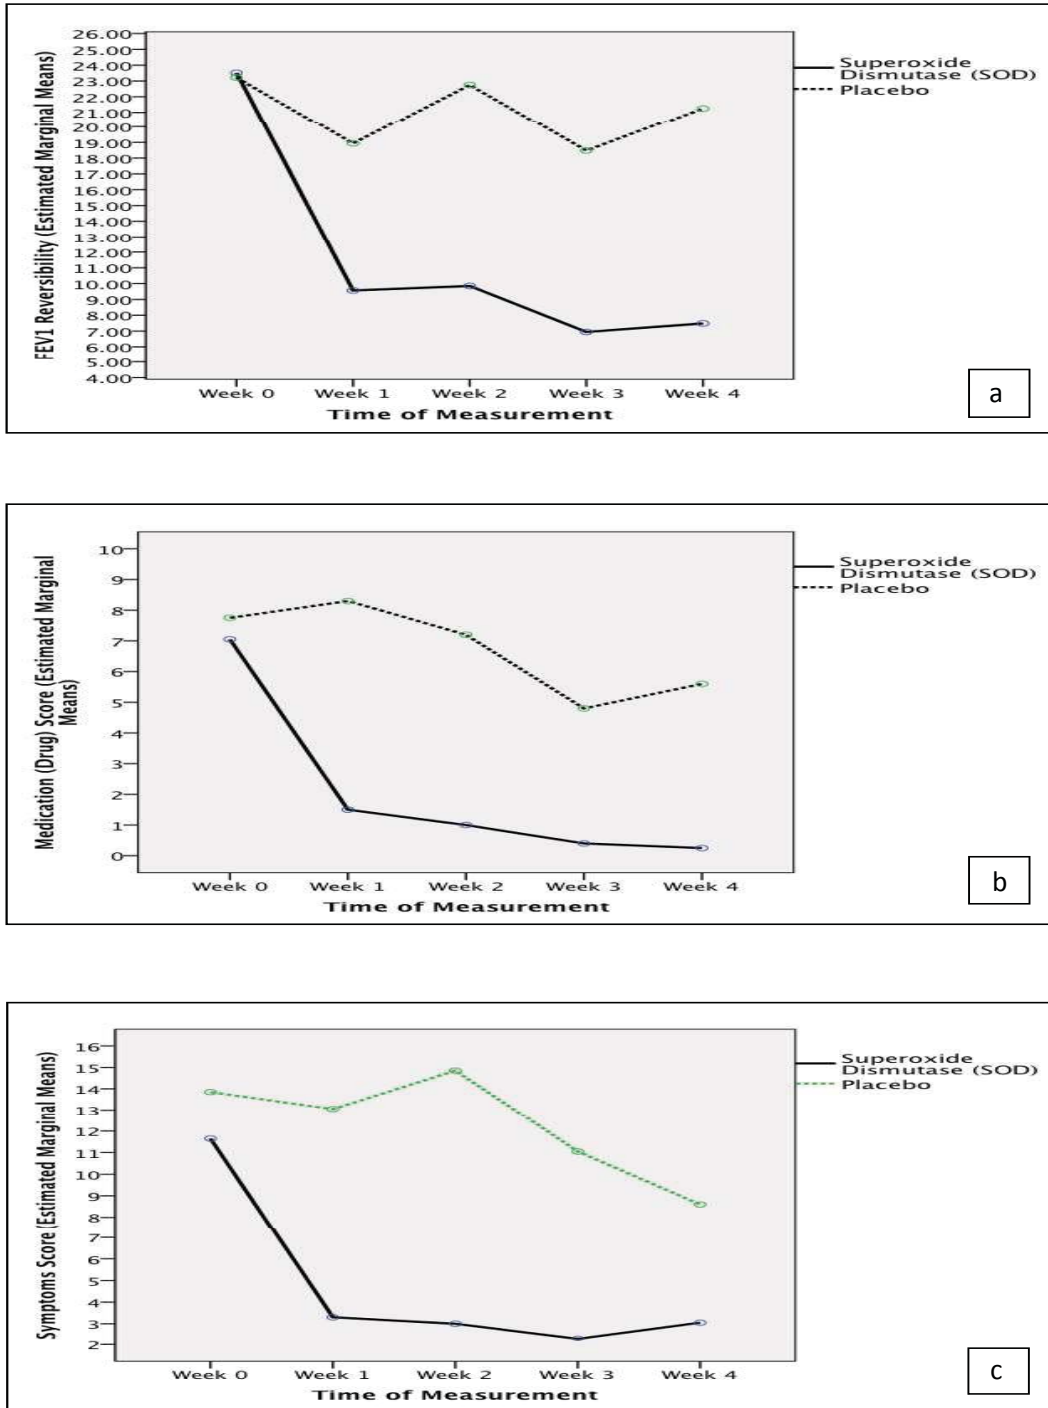 FEV1 Reversibility (Estimated Marginal Means)
26.00
25.00
24.00
23.00
22.00
21.00
20.00
19.00
18.00
17.00
16.00
15.00
14.00
13.00
12.00
11.00
10.00
9.00
8.00
7.00
6.00
5.00
4.00
Week 0 Week 1 Week 2 Week 3 Week 4
Time of Measurement
Superoxide
Dismutase (SOD)
Placebo
a
Medication (Drug) Score (Estimated Marginal
Means)
10
9
8
7
6
5
4
3
2
1
0
Week 0 Week 1 Week 2 Week 3 Week 4
Time of Measurement
Superoxide
Dismutase (SOD)
Placebo
b
Symptoms Score (Estimated Marginal Means)
16
15
14
13
12
11
10
9
8
7
6
5
4
3
2
Week 0 Week 1 Week 2 Week 3 Week 4
Time of Measurement
Superoxide
Dismutase (SOD)
Placebo
c